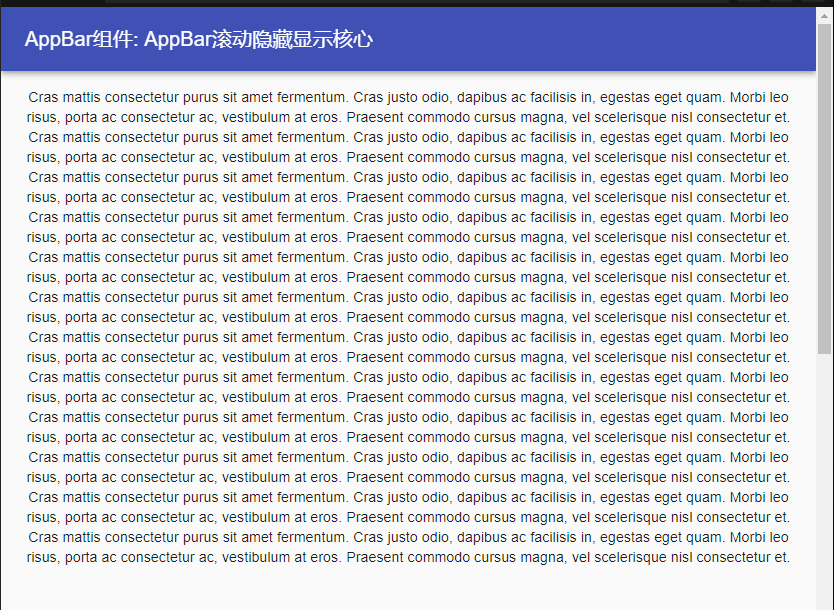 AppBar组件: AppBar滚动隐藏显示核心
Cras mattis consectetur purus sit amet fermentum. Cras justo odio, dapibus ac facilisis in, egestas eget quam. Morbi leo
risus, porta ac consectetur ac, vestibulum at eros. Praesent commodo cursus magna, vel scelerisque nisl consectetur et.
Cras mattis consectetur purus sit amet fermentum. Cras justo odio, dapibus ac facilisis in, egestas eget quam. Morbi leo
risus, porta ac consectetur ac, vestibulum at eros. Praesent commodo cursus magna, vel scelerisque nisl consectetur et.
Cras mattis consectetur purus sit amet fermentum. Cras justo odio, dapibus ac facilisis in, egestas eget quam. Morbi leo
risus, porta ac consectetur ac, vestibulum at eros. Praesent commodo cursus magna, vel scelerisque nisl consectetur et.
Cras mattis consectetur purus sit amet fermentum. Cras justo odio, dapibus ac facilisis in, egestas eget quam. Morbi leo
risus, porta ac consectetur ac, vestibulum at eros. Praesent commodo cursus magna, vel scelerisque nisl consectetur et.
Cras mattis consectetur purus sit amet fermentum. Cras justo odio, dapibus ac facilisis in, egestas eget quam. Morbi leo
risus, porta ac consectetur ac, vestibulum at eros. Praesent commodo cursus magna, vel scelerisque nisl consectetur et.
Cras mattis consectetur purus sit amet fermentum. Cras justo odio, dapibus ac facilisis in, egestas eget quam. Morbi leo
risus, porta ac consectetur ac, vestibulum at eros. Praesent commodo cursus magna, vel scelerisque nisl consectetur et.
Cras mattis consectetur purus sit amet fermentum. Cras justo odio, dapibus ac facilisis in, egestas eget quam. Morbi leo
risus, porta ac consectetur ac, vestibulum at eros. Praesent commodo cursus magna, vel scelerisque nisl consectetur et.
Cras mattis consectetur purus sit amet fermentum. Cras justo odio, dapibus ac facilisis in, egestas eget quam. Morbi leo
risus, porta ac consectetur ac, vestibulum at eros. Praesent commodo cursus magna, vel scelerisque nisl consectetur et.
Cras mattis consectetur purus sit amet fermentum. Cras justo odio, dapibus ac facilisis in, egestas eget quam. Morbi leo
risus, porta ac consectetur ac, vestibulum at eros. Praesent commodo cursus magna, vel scelerisque nisl consectetur et.
Cras mattis consectetur purus sit amet fermentum. Cras justo odio, dapibus ac facilisis in, egestas eget quam. Morbi leo
risus, porta ac consectetur ac, vestibulum at eros. Praesent commodo cursus magna, vel scelerisque nisl consectetur et.
Cras mattis consectetur purus sit amet fermentum. Cras justo odio, dapibus ac facilisis in, egestas eget quam. Morbi leo
risus, porta ac consectetur ac, vestibulum at eros. Praesent commodo cursus magna, vel scelerisque nisl consectetur et.
Cras mattis consectetur purus sit amet fermentum. Cras justo odio, dapibus ac facilisis in, egestas eget quam. Morbi leo
risus, porta ac consectetur ac, vestibulum at eros. Praesent commodo cursus magna, vel scelerisque nisl consectetur et.